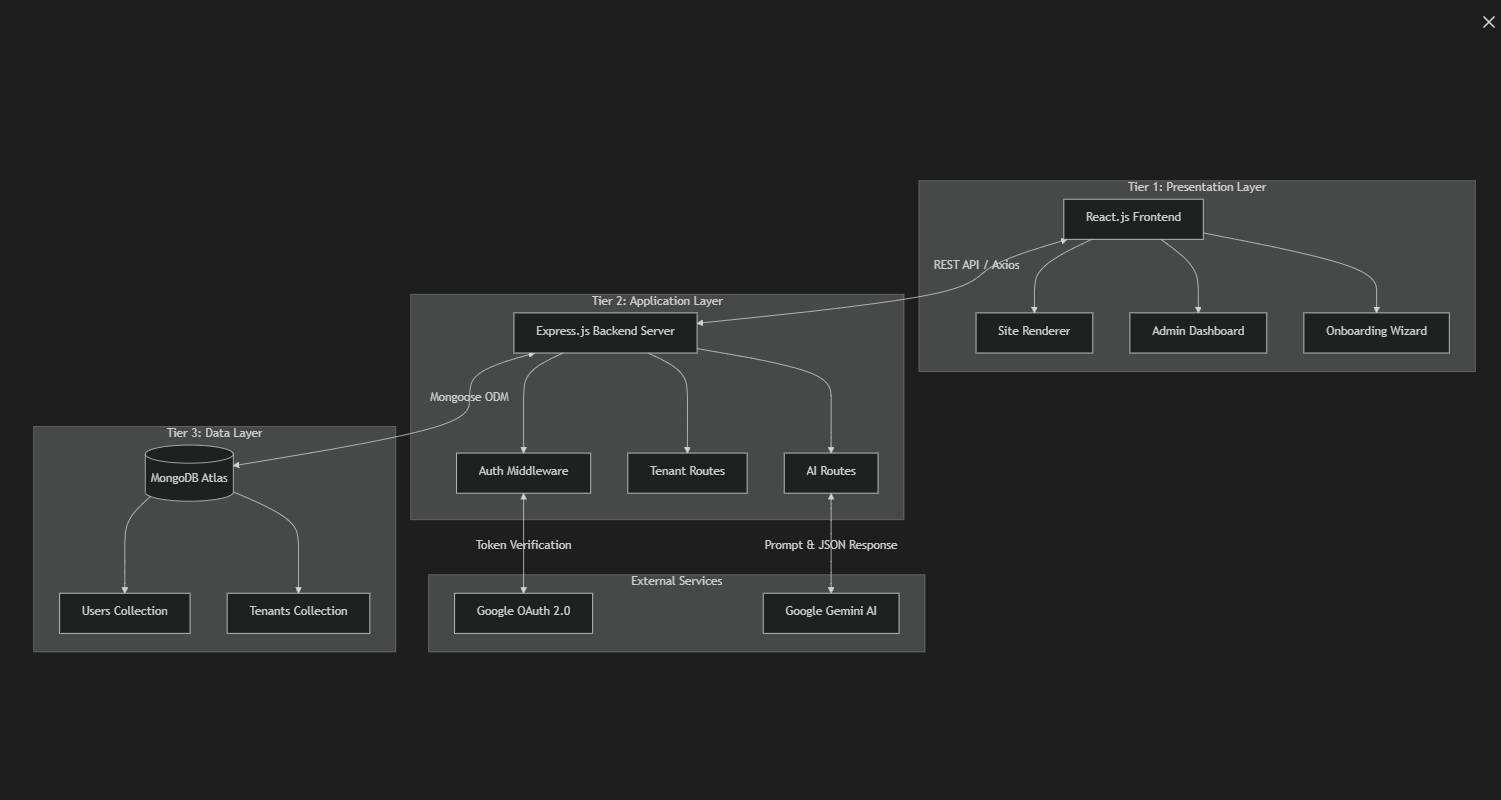 Tier 1: Presentation Layer
React.js Frontend
REST API / Axios
Site Renderer
Admin Dashboard
Onboarding Wizard
Tier 2: Application Layer
Express.js Backend Server
Mongoose ODM
Auth Middleware
Tenant Routes
AI Routes
Tier 3: Data Layer
MongoDB Atlas
Users Collection
Tenants Collection
Token Verification
Prompt & JSON Response
External Services
Google OAuth 2.0
Google Gemini AI